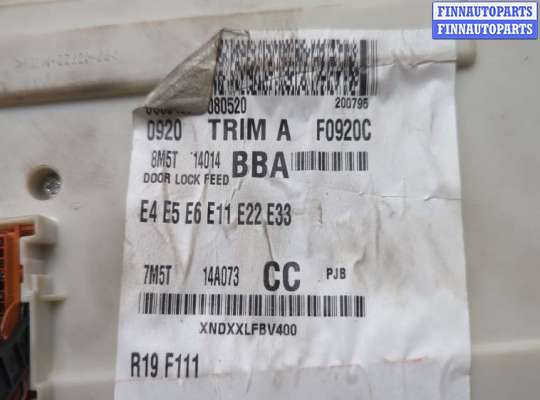 FINNAUTOPARTS
FINNAUTOPARTS
080520 200795
0920 TRIM A F0920C
8M5T 14014 BBA
DOOR LOCK FEED
E4 E5 E6 E11 E22 E33
7M5T 14A073 CC PJB
XNDXXLFBV400
R19 F111